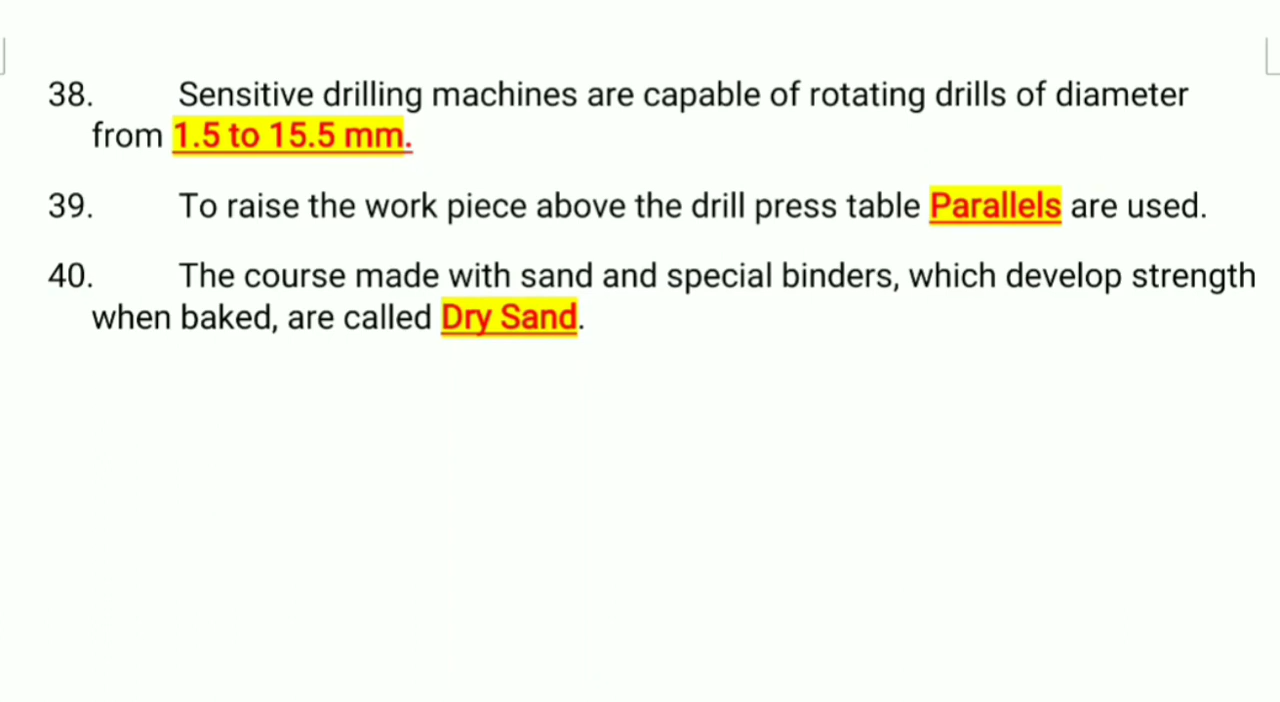 38. Sensitive drilling machines are capable of rotating drills of diameter
from 1.5 to 15.5 mm.
39. To raise the work piece above the drill press table Parallels are used.
40. The course made with sand and special binders, which develop strength
when baked, are called Dry Sand.